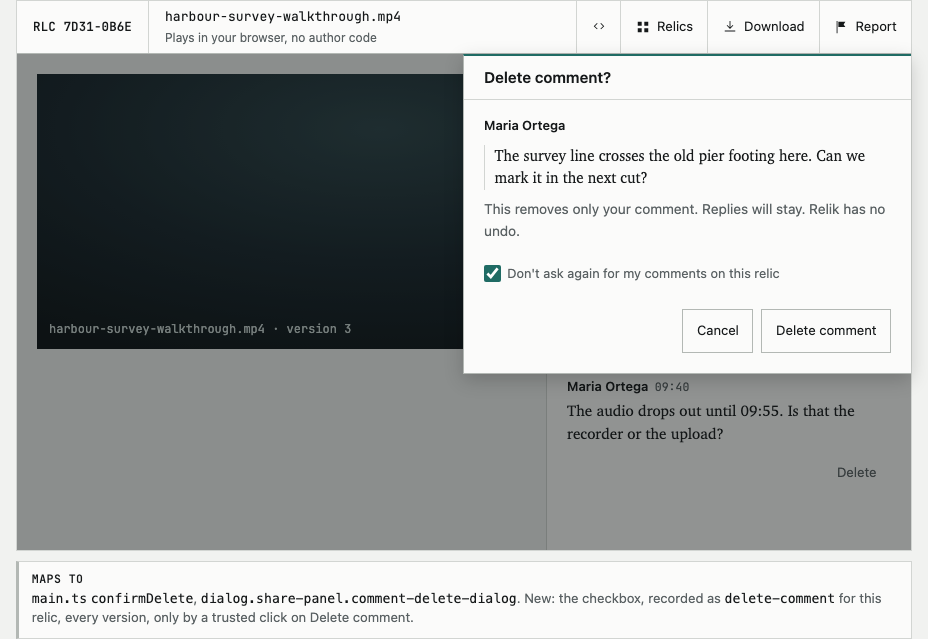 RLC 7D31-0B6E
harbour-survey-walkthrough.mp4
Plays in your browser, no author code
Relics
Download
Report
Delete comment?
Maria Ortega
The survey line crosses the old pier footing here. Can we
mark it in the next cut?
This removes only your comment. Replies will stay. Relik has no
undo.
Don't ask again for my comments on this relic
Cancel
Delete comment
harbour-survey-walkthrough.mp4 · version 3
Maria Ortega 09:40
The audio drops out until 09:55. Is that the
recorder or the upload?
Delete
MAPS TO
main.ts confirmDelete, dialog.share-panel.comment-delete-dialog. New: the checkbox, recorded as delete-comment for this
relic, every version, only by a trusted click on Delete comment.